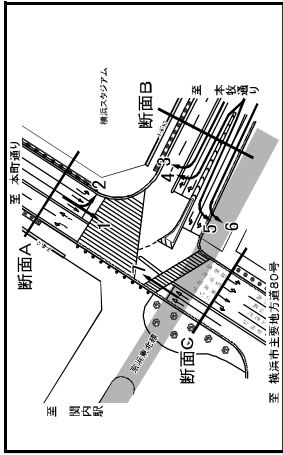 横浜スタジアム
至 本町通り
断面A
断面B
至 本牧通り
1
2
3
4
5
6
7
至 関内駅
京浜東北線
断面C
至 横浜市主要地方道80号